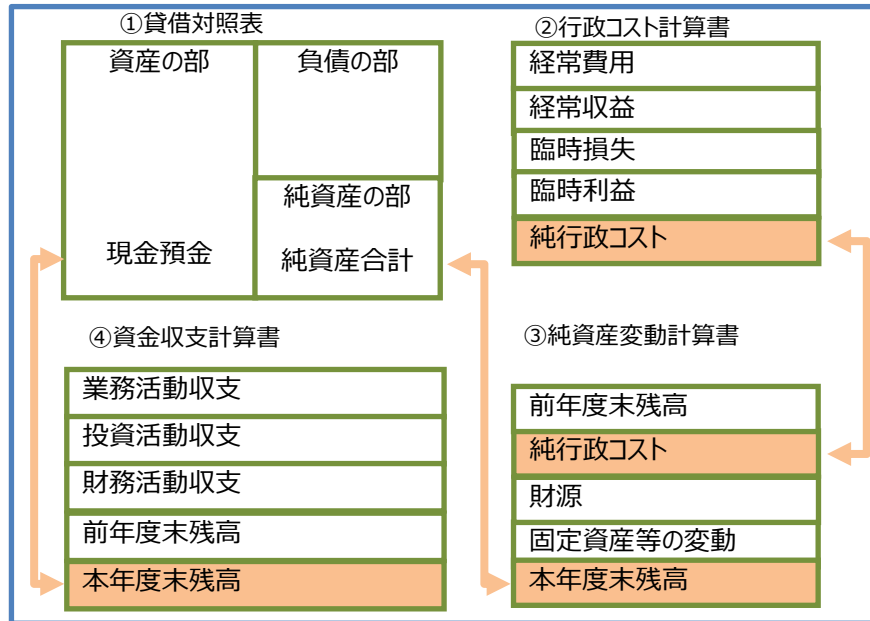 ①貸借対照表
資産の部
負債の部
純資産の部
現金預金
純資産合計
②行政コスト計算書
経常費用
経常収益
臨時損失
臨時利益
純行政コスト
④資金収支計算書
業務活動収支
投資活動収支
財務活動収支
前年度末残高
本年度末残高
③純資産変動計算書
前年度末残高
純行政コスト
財源
固定資産等の変動
本年度末残高